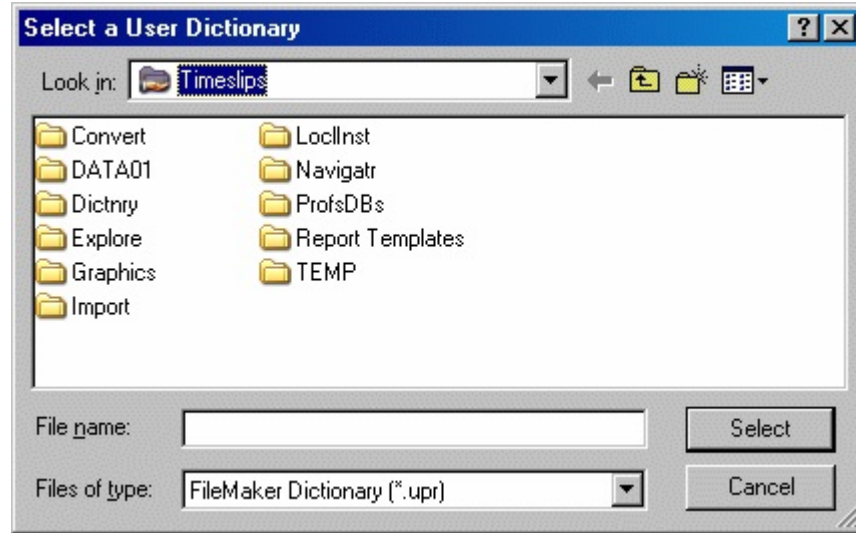 Select a User Dictionary
Look in: Timeslips
Convert
DATA01
Dictnry
Explore
Graphics
Import
LoclInst
Navigatr
ProfsDBs
Report Templates
TEMP
File name:
Select
Files of type: FileMaker Dictionary (*.upr)
Cancel